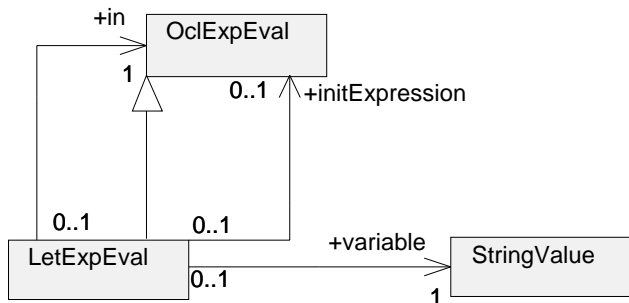 +in
OclExpEval
1
0..1
+initExpression
0..1
0..1
LetExpEval
+variable
0..1
StringValue
1